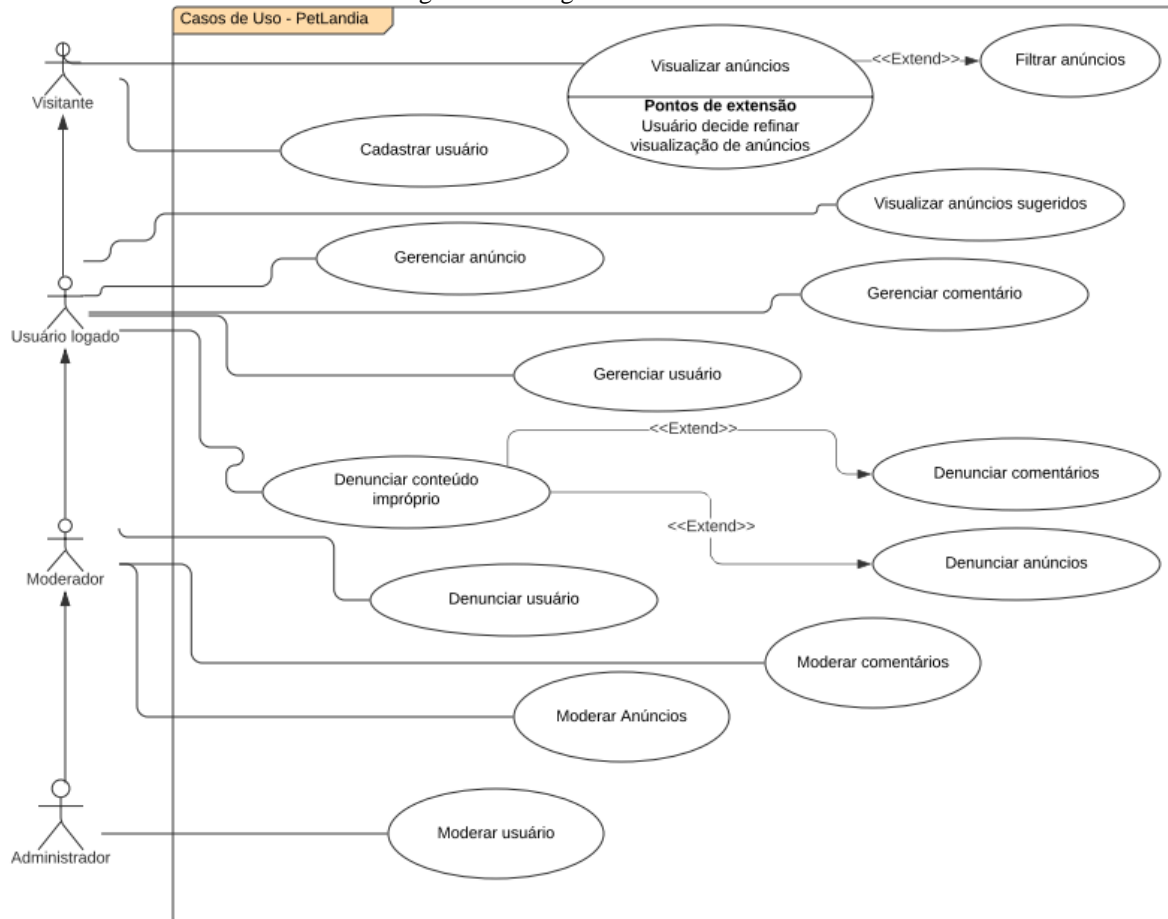 Casos de Uso - PetLandia
Visualizar anúncios
<<Extend>>
Filtrar anúncios
Pontos de extensão
Usuário decide refinar
visualização de anúncios
Visitante
Cadastrar usuário
Visualizar anúncios sugeridos
Gerenciar anúncio
Gerenciar comentário
Usuário logado
Gerenciar usuário
<<Extend>>
Denunciar conteúdo
impróprio
Denunciar comentários
<<Extend>>
Denunciar anúncios
Moderador
Denunciar usuário
Moderar comentários
Moderar Anúncios
Moderar usuário
Administrador